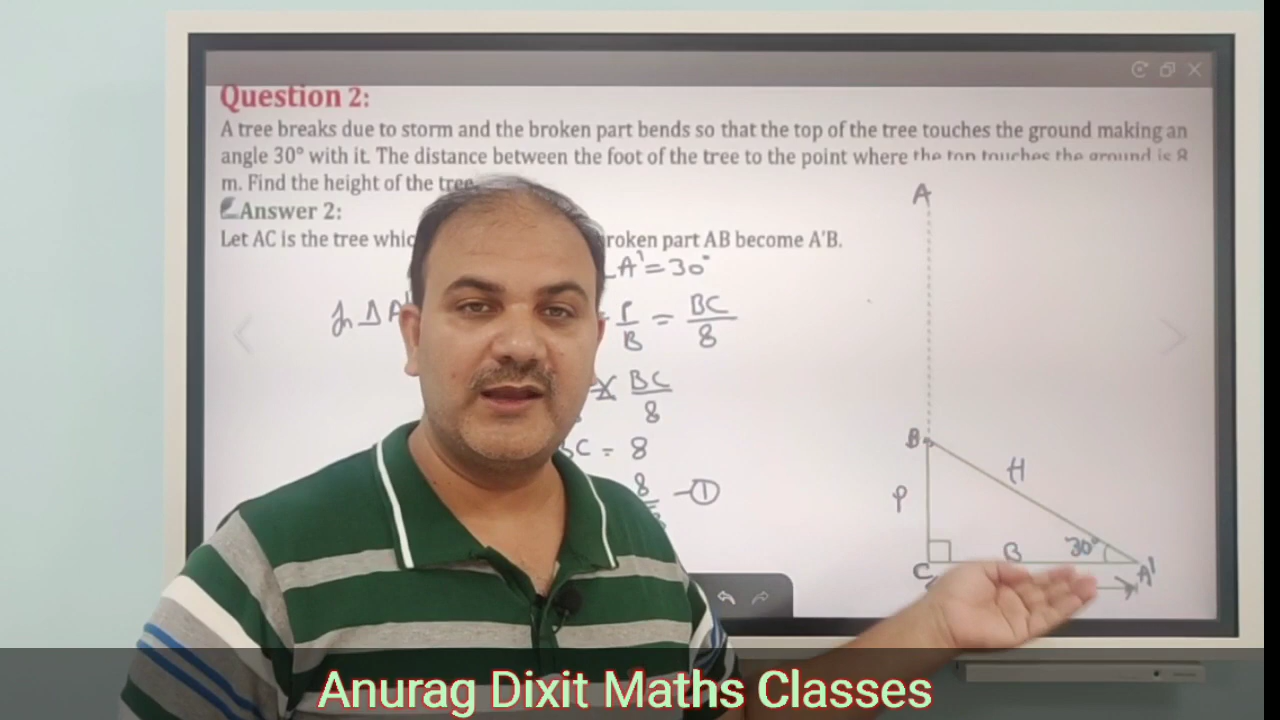 Question 2:
A tree breaks due to storm and the broken part bends so that the top of the tree touches the ground making an
angle 30° with it. The distance between the foot of the tree to the point where the top touches the ground is 8
m. Find the height of the tree.
Answer 2:
Let AC is the tree which broken part AB become A'B.
∠A' = 30°
In Δ A' = P/B = BC/8
BC/8
BC = 8
8 —①
A
B
H
P
30°
B
C
A'
Anurag Dixit Maths Classes